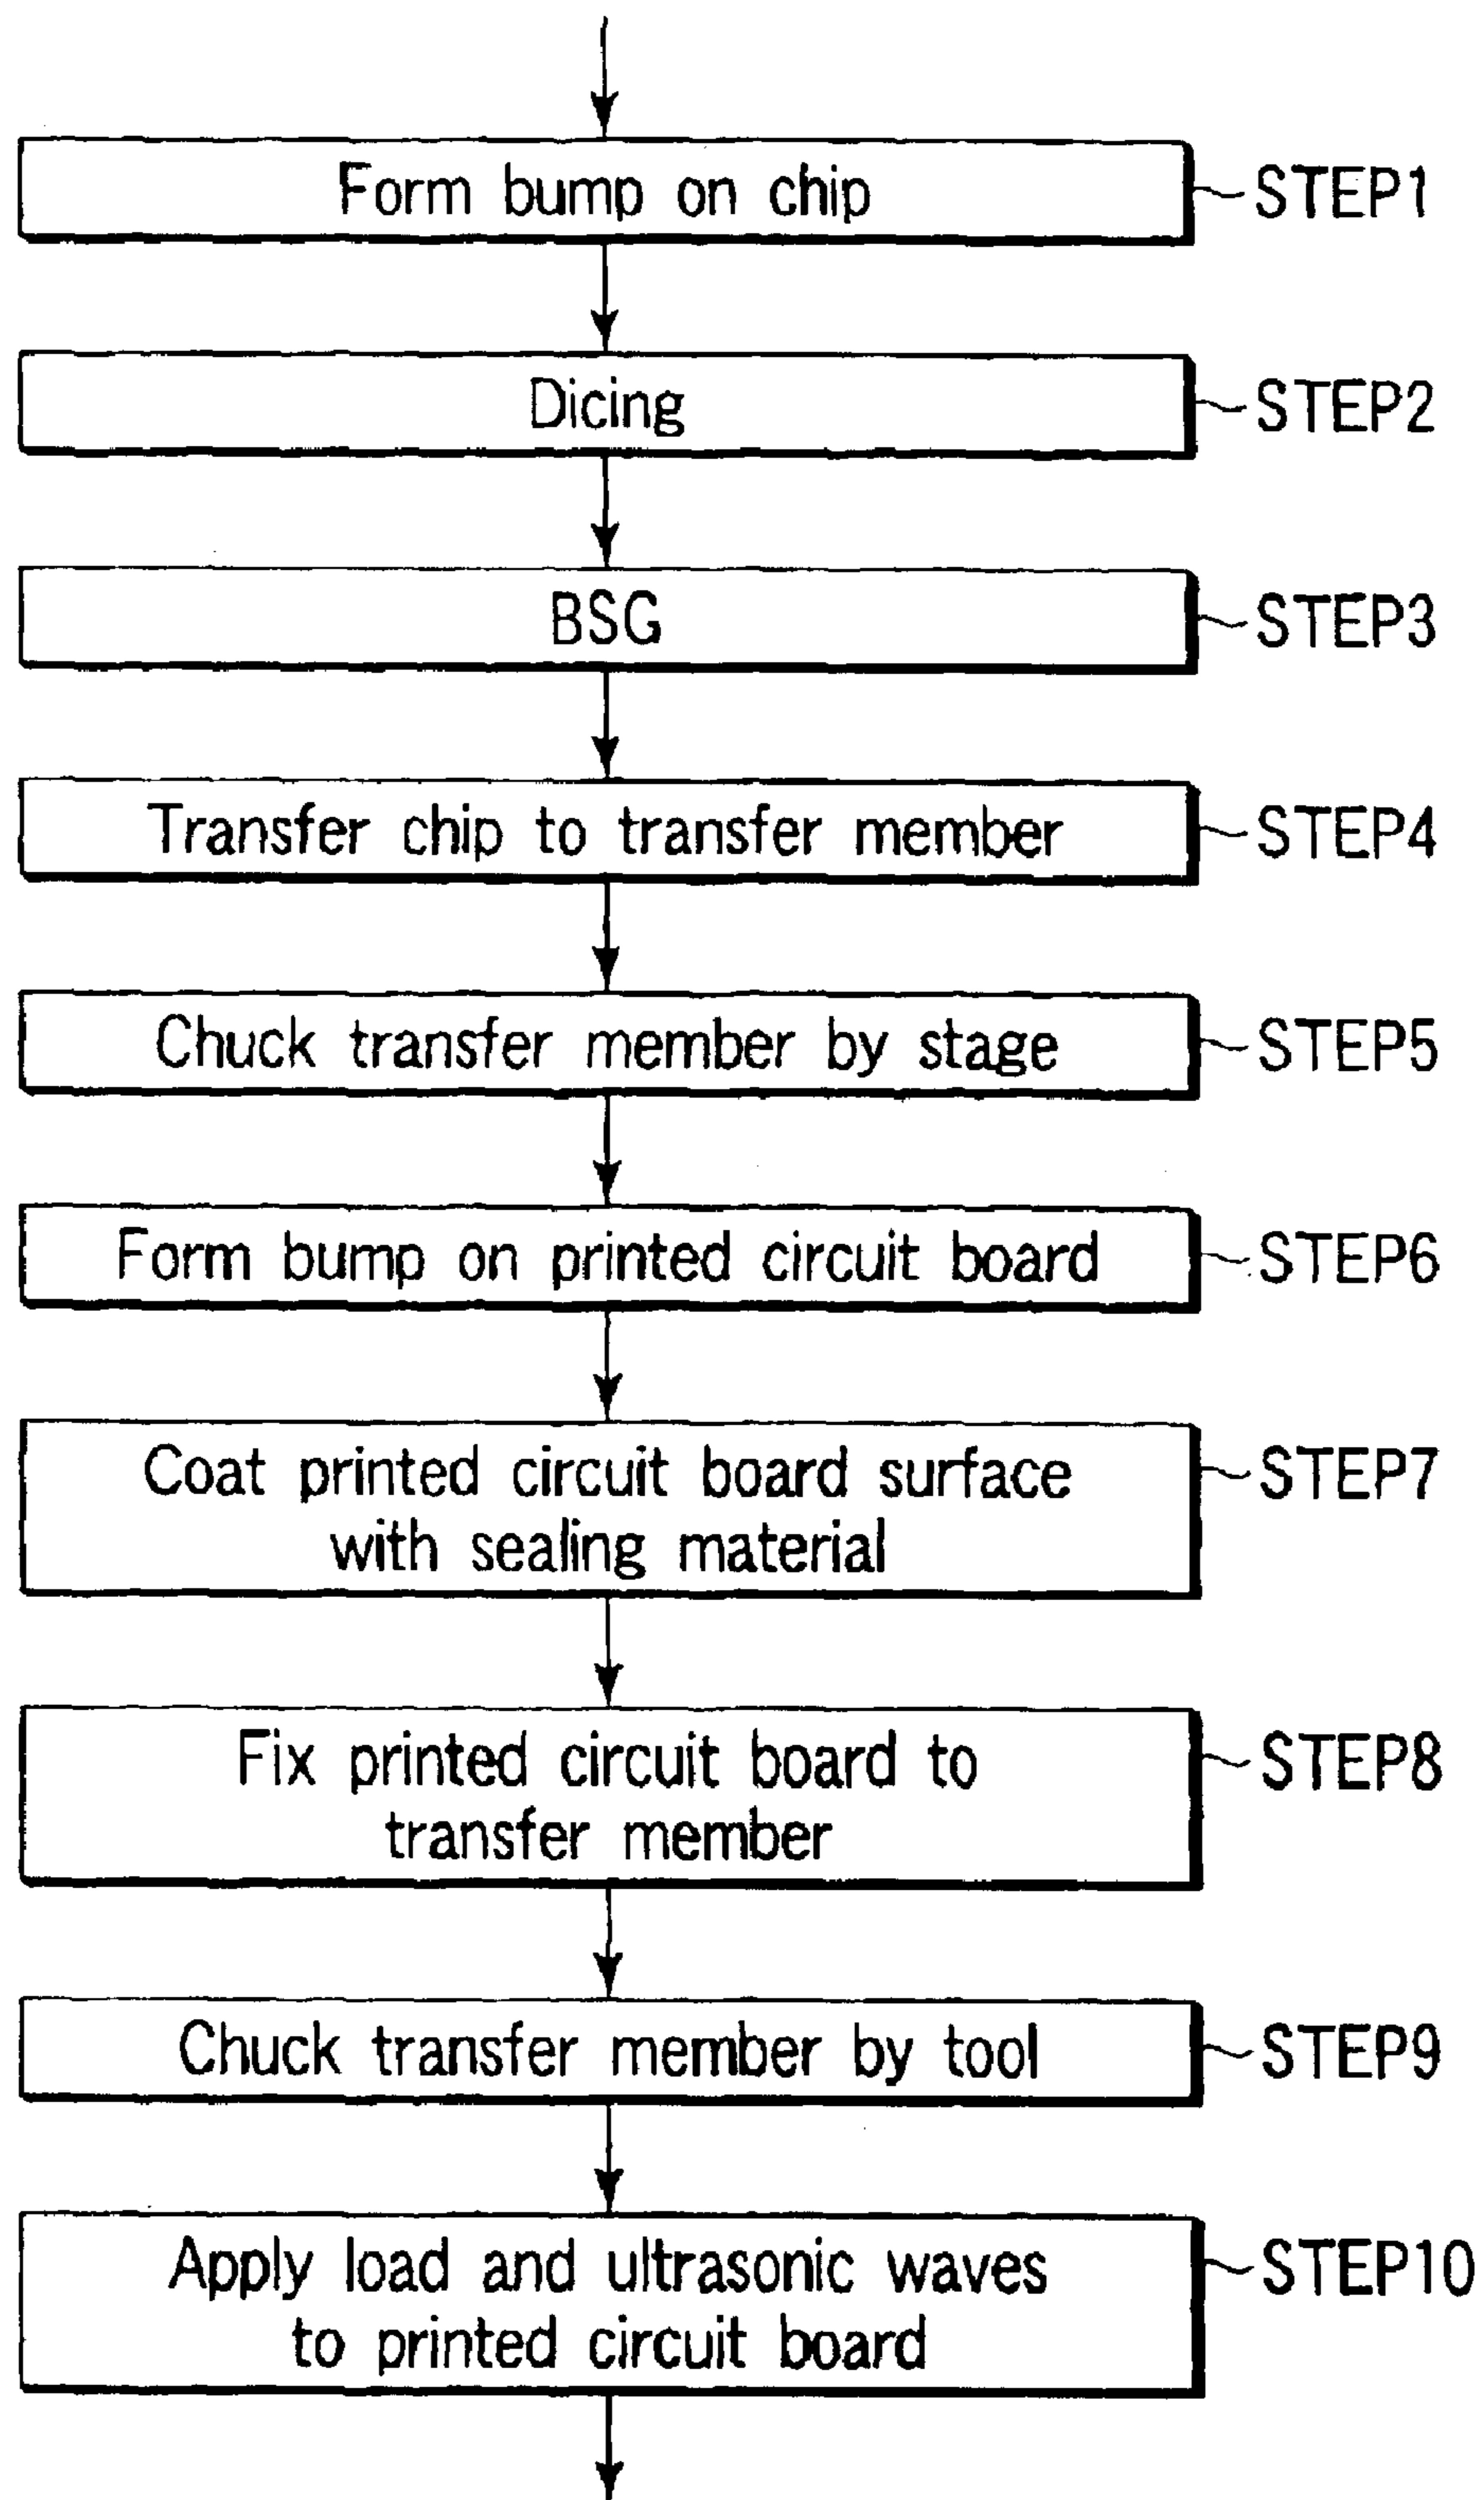 Form bump on chip
STEP1
Dicing
STEP2
BSG
STEP3
Transfer chip to transfer member
STEP4
Chuck transfer member by stage
STEP5
Form bump on printed circuit board
STEP6
Coat printed circuit board surface
with sealing material
STEP7
Fix printed circuit board to
transfer member
STEP8
Chuck transfer member by tool
STEP9
Apply load and ultrasonic waves
to printed circuit board
STEP10